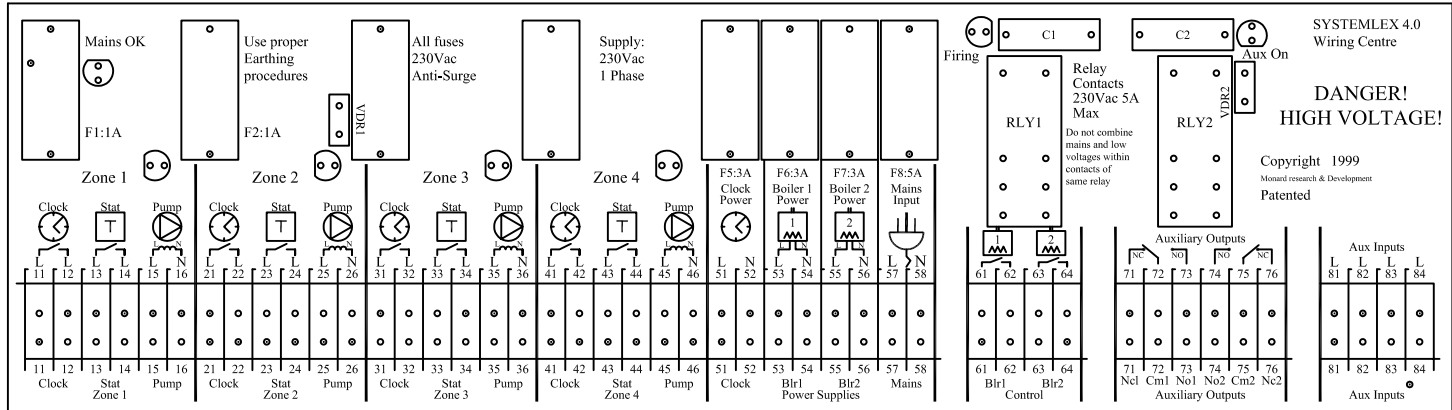 Mains OK
F1:1A
Use proper
Earthing
procedures
F2:1A
VDR1
All fuses
230Vac
Anti-Surge
Supply:
230Vac
1 Phase
C1
Firing
RLY1
Relay
Contacts
230Vac 5A
Max
Do not combine
mains and low
voltages within
contacts of
same relay
C2
Aux On
VDR2
RLY2
SYSTEMLEX 4.0
Wiring Centre
DANGER!
HIGH VOLTAGE!
Copyright 1999
Monard research & Development
Patented
Zone 1 Zone 2 Zone 3 Zone 4
F5:3A
Clock
Power
F6:3A
Boiler 1
Power
F7:3A
Boiler 2
Power
F8:5A
Mains
Input
Clock Stat Pump Clock Stat Pump Clock Stat Pump Clock Stat Pump
T T T T
1 2
L N L N L N L N L N L N
1 2
Auxiliary Outputs
Aux Inputs
L L L L L N L L L L L N L L L L L N L L L L L N L N L N
NC NO NO NC
L L L L
11 12 13 14 15 16 21 22 23 24 25 26 31 32 33 34 35 36 41 42 43 44 45 46 51 52 53 54 55 56 57 58 61 62 63 64 71 72 73 74 75 76 81 82 83 84
11 12 13 14 15 16 21 22 23 24 25 26 31 32 33 34 35 36 41 42 43 44 45 46 51 52 53 54 55 56 57 58 61 62 63 64 71 72 73 74 75 76 81 82 83 84
Clock Stat Pump Clock Stat Pump Clock Stat Pump Clock Stat Pump Clock Blr1 Blr2 Mains Blr1 Blr2 Ncl Cm1 No1 No2 Cm2 Nc2
Zone 1 Zone 2 Zone 3 Zone 4 Power Supplies Control Auxiliary Outputs Aux Inputs